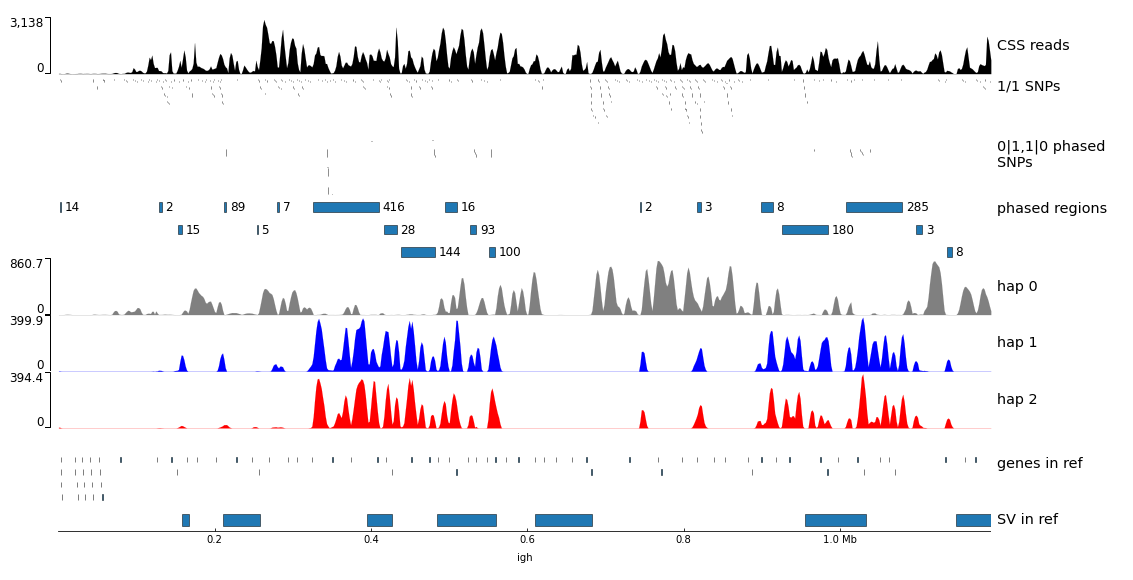 3,138
CSS reads
0
1/1 SNPs
0|1,1|0 phased
SNPs
14 2 89 7 416 16 2 3 8 285 phased regions
15 5 28 93 180 3
144 100 8
860.7
hap 0
0
399.9
hap 1
0
394.4
hap 2
0
genes in ref
SV in ref
0.2 0.4 0.6 0.8 1.0 Mb
igh